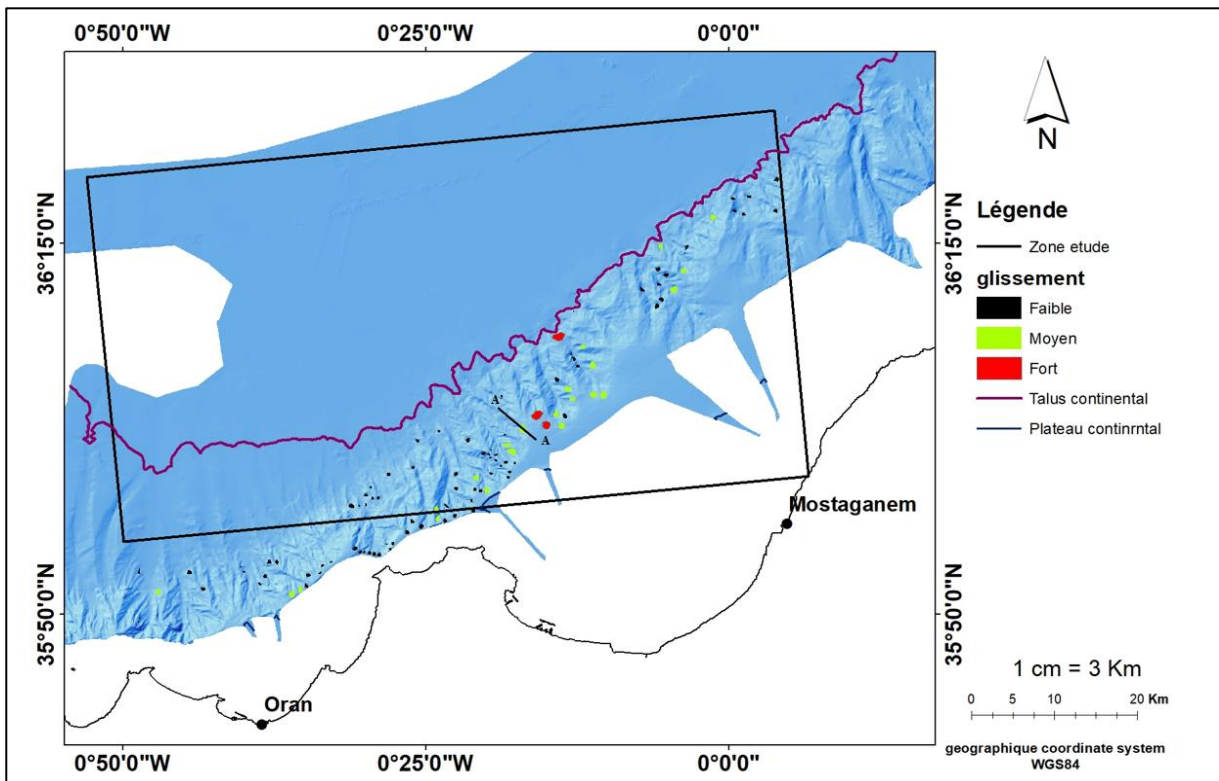 0°50'0"W
0°25'0"W
0°0'0"
36°15'0"N
36°15'0"N
N
Légende
Zone etude
glissement
Faible
Moyen
Fort
Talus continental
Plateau continrntal
A'
A
Mostaganem
35°50'0"N
35°50'0"N
Oran
1 cm = 3 Km
0 5 10 20 Km
geographique coordinate system
WGS84
0°50'0"W
0°25'0"W
0°0'0"